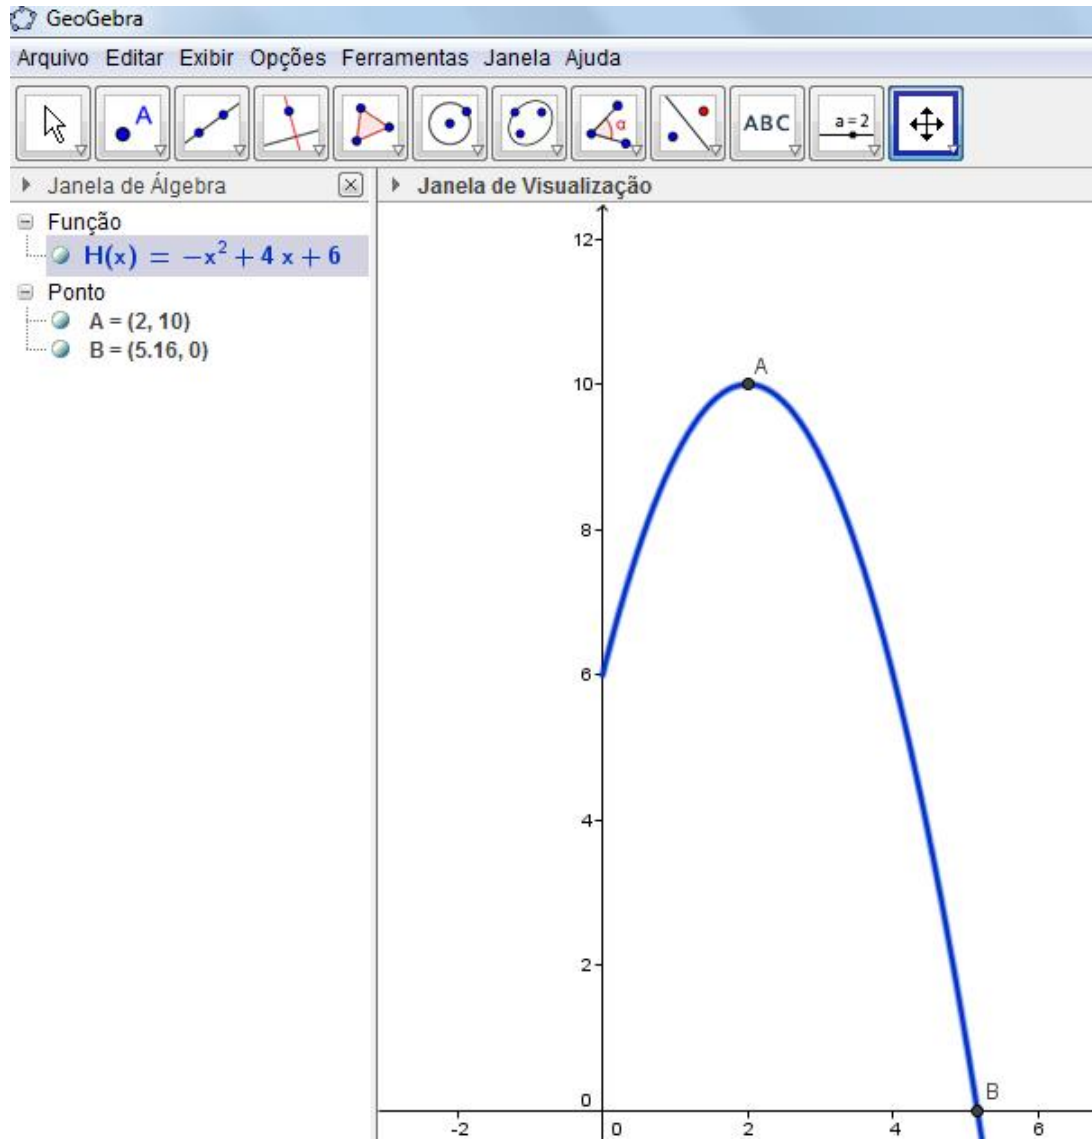 GeoGebra
Arquivo Editar Exibir Opções Ferramentas Janela Ajuda
A
α
ABC
a=2
Janela de Álgebra
Janela de Visualização
Função
H(x) = −x² + 4 x + 6
Ponto
A = (2, 10)
B = (5.16, 0)
12
A
10
8
6
4
2
B
0
-2 0 2 4 6